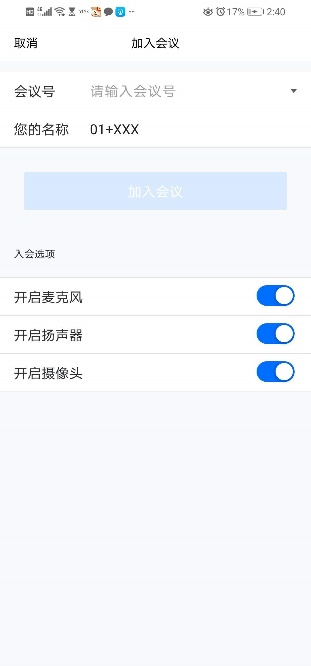 17% 2:40
取消 加入会议
会议号 请输入会议号
您的名称 01+XXX
加入会议
入会选项
开启麦克风
开启扬声器
开启摄像头